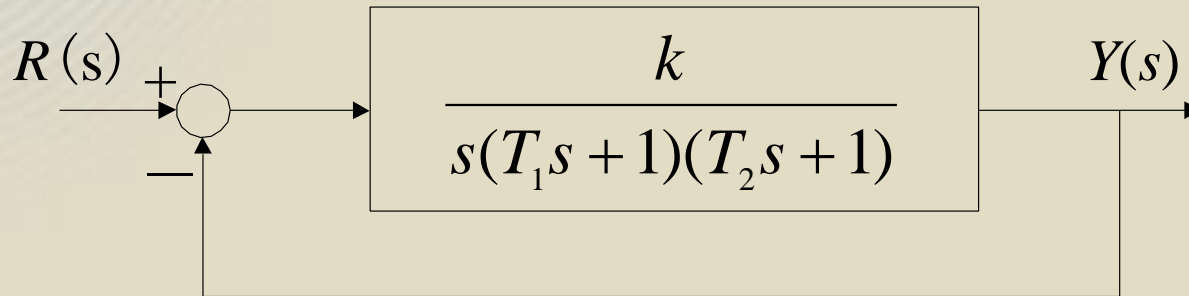 R(s) + k Y(s)
−
s(T₁s + 1)(T₂s + 1)